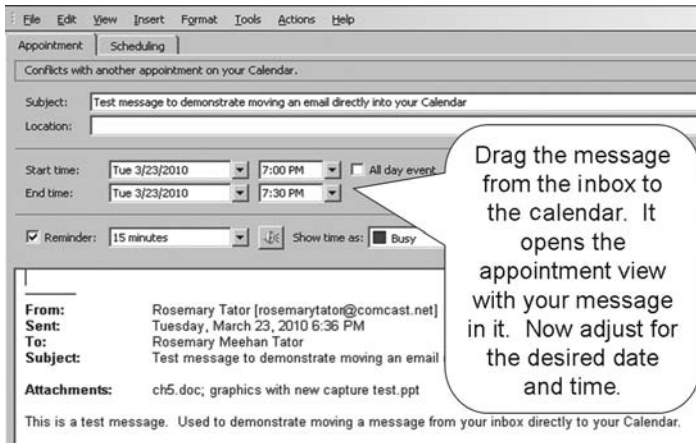 File Edit View Insert Format Tools Actions Help
Appointment Scheduling
Conflicts with another appointment on your Calendar.
Subject: Test message to demonstrate moving an email directly into your Calendar
Location:
Start time: Tue 3/23/2010 7:00 PM All day event
End time: Tue 3/23/2010 7:30 PM
Reminder: 15 minutes Show time as: Busy
Drag the message
from the inbox to
the calendar. It
opens the
appointment view
with your message
in it. Now adjust for
the desired date
and time.
From: Rosemary Tator [rosemarytator@comcast.net]
Sent: Tuesday, March 23, 2010 6:36 PM
To: Rosemary Meehan Tator
Subject: Test message to demonstrate moving an email
Attachments: ch5.doc; graphics with new capture test.ppt
This is a test message. Used to demonstrate moving a message from your inbox directly to your Calendar.